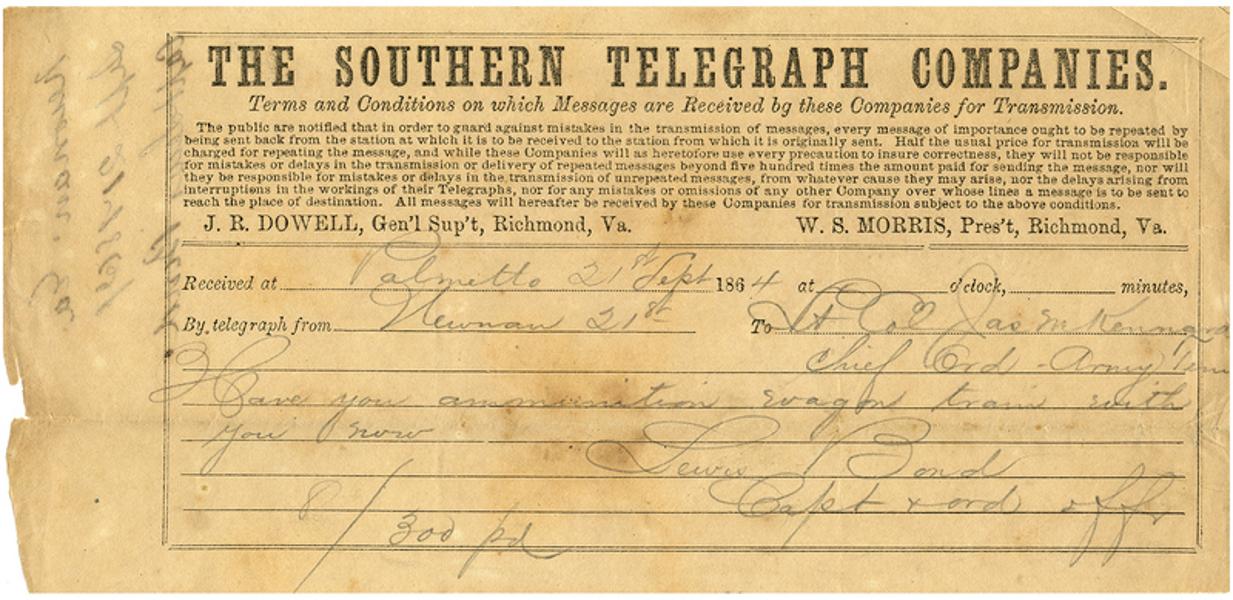 THE SOUTHERN TELEGRAPH COMPANIES.
Terms and Conditions on which Messages are Received by these Companies for Transmission.
The public are notified that in order to guard against mistakes in the transmission of messages, every message of importance ought to be repeated by
being sent back from the station at which it is to be received to the station from which it is originally sent. Half the usual price for transmission will be
charged for repeating the message, and while these Companies will as heretofore use every precaution to insure correctness, they will not be responsible
for mistakes or delays in the transmission or delivery of repeated messages beyond five hundred times the amount paid for sending the message, nor will
they be responsible for mistakes or delays in the transmission of unrepeated messages, from whatever cause they may arise, nor the delays arising from
interruptions in the workings of their Telegraphs, nor for any mistakes or omissions of any other Company over whose lines a message is to be sent to
reach the place of destination. All messages will hereafter be received by these Companies for transmission subject to the above conditions.
J. R. DOWELL, Gen'l Sup't, Richmond, Va. W. S. MORRIS, Pres't, Richmond, Va.
Received at Palmetto 21st Sept 1864 at o'clock, minutes,
By telegraph from Newnan 21st To Lt Col Jas
Chief Ord - Army Tenn
Have you ammunition wagon train with
you now
Lewis Bond
Capt & ord offr
/300 pd